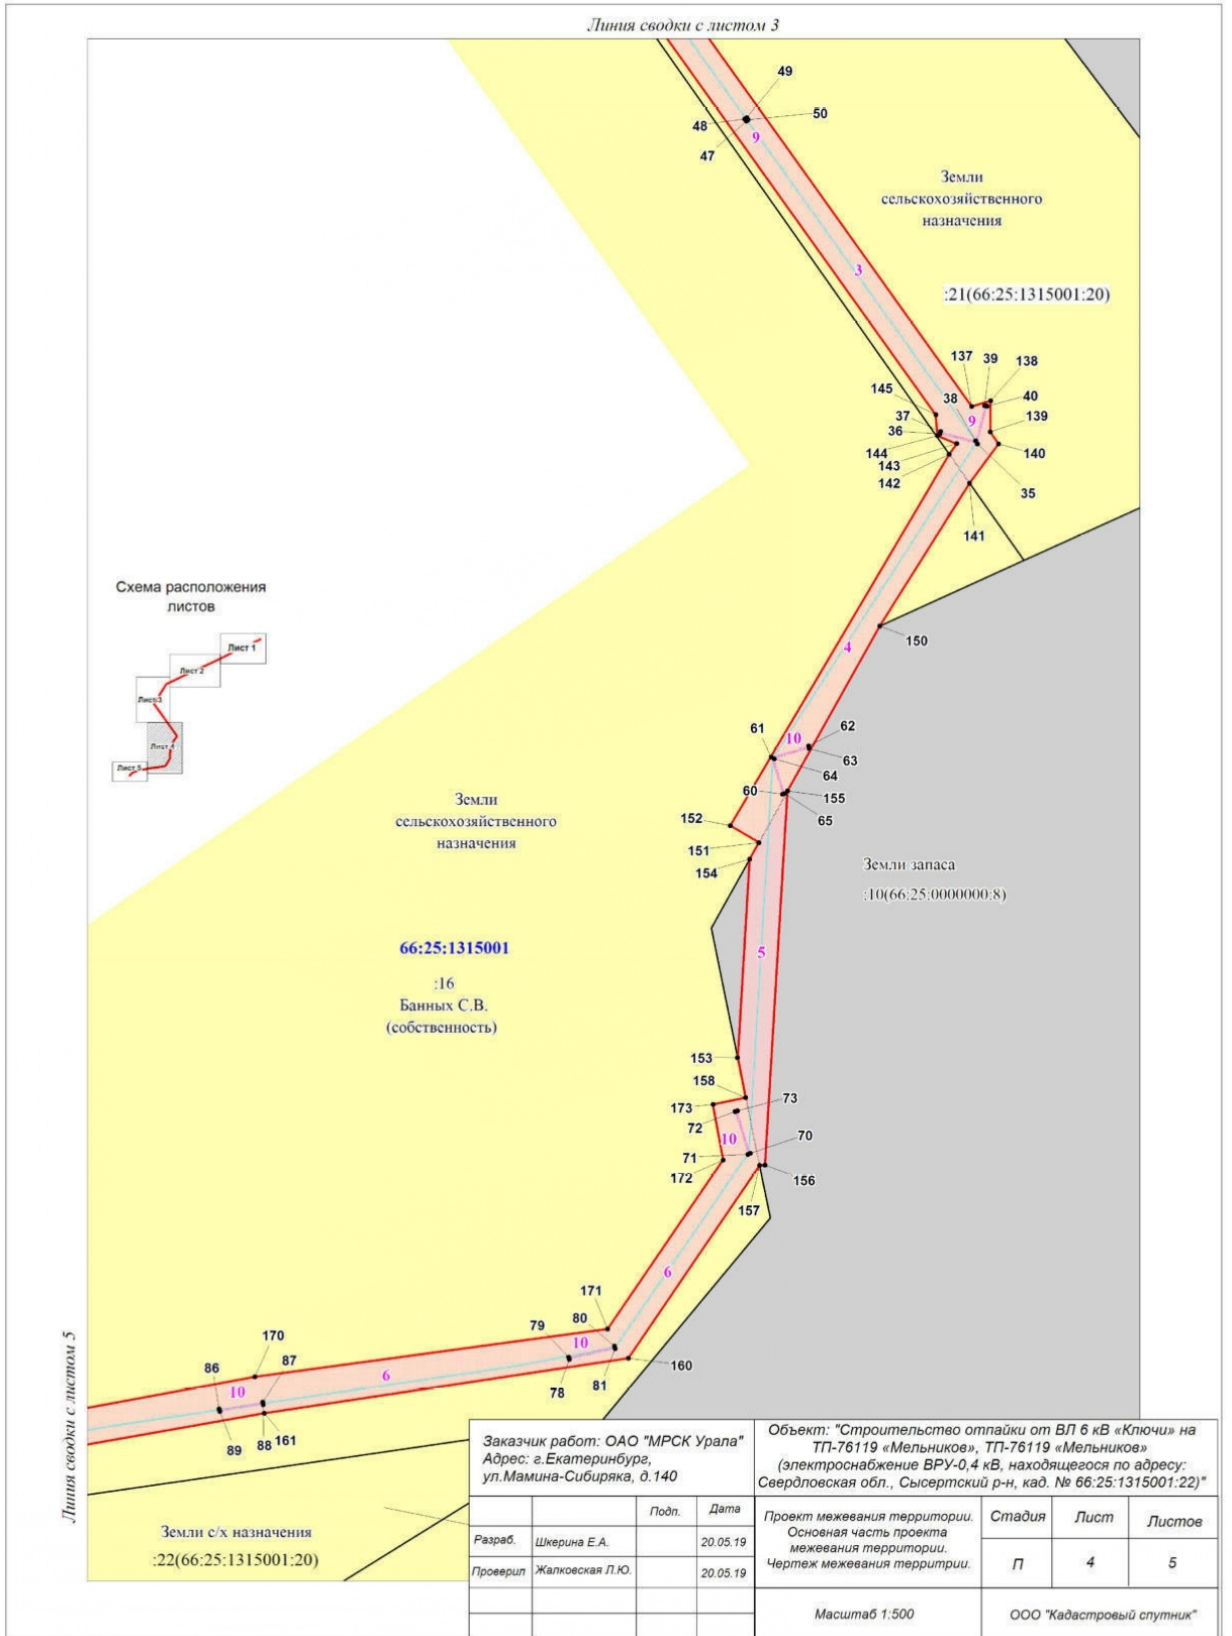 Линия сводки с листом 3
49
50
48
9
47
Земли
сельскохозяйственного
назначения
3
:21(66:25:1315001:20)
137
39
138
145
38
40
37
9
139
36
144
140
143
142
35
141
Схема расположения
листов
Лист 1
Лист 2
Лист 3
Лист 4
Лист 5
150
4
61
62
10
63
64
60
155
65
152
151
154
Земли
сельскохозяйственного
назначения
Земли запаса
:10(66:25:0000000:8)
66:25:1315001
:16
Банных С.В.
(собственность)
5
153
158
173
73
72
10
70
71
172
156
157
6
171
80
79
10
160
78
81
170
87
86
10
6
89
88
161
Линия сводки с листом 5
Земли с/х назначения
:22(66:25:1315001:20)
Заказчик работ: ОАО "МРСК Урала"
Адрес: г.Екатеринбург,
ул.Мамина-Сибиряка, д.140
Объект: "Строительство отпайки от ВЛ 6 кВ «Ключи» на
ТП-76119 «Мельников», ТП-76119 «Мельников»
(электроснабжение ВРУ-0,4 кВ, находящегося по адресу:
Свердловская обл., Сысертский р-н, кад. № 66:25:1315001:22)"
Подп. Дата
Разраб. Шкерина Е.А. 20.05.19
Проверил Жалковская Л.Ю. 20.05.19
Проект межевания территории.
Основная часть проекта
межевания территории.
Чертеж межевания территрии.
Стадия Лист Листов
П 4 5
Масштаб 1:500
ООО "Кадастровый спутник"